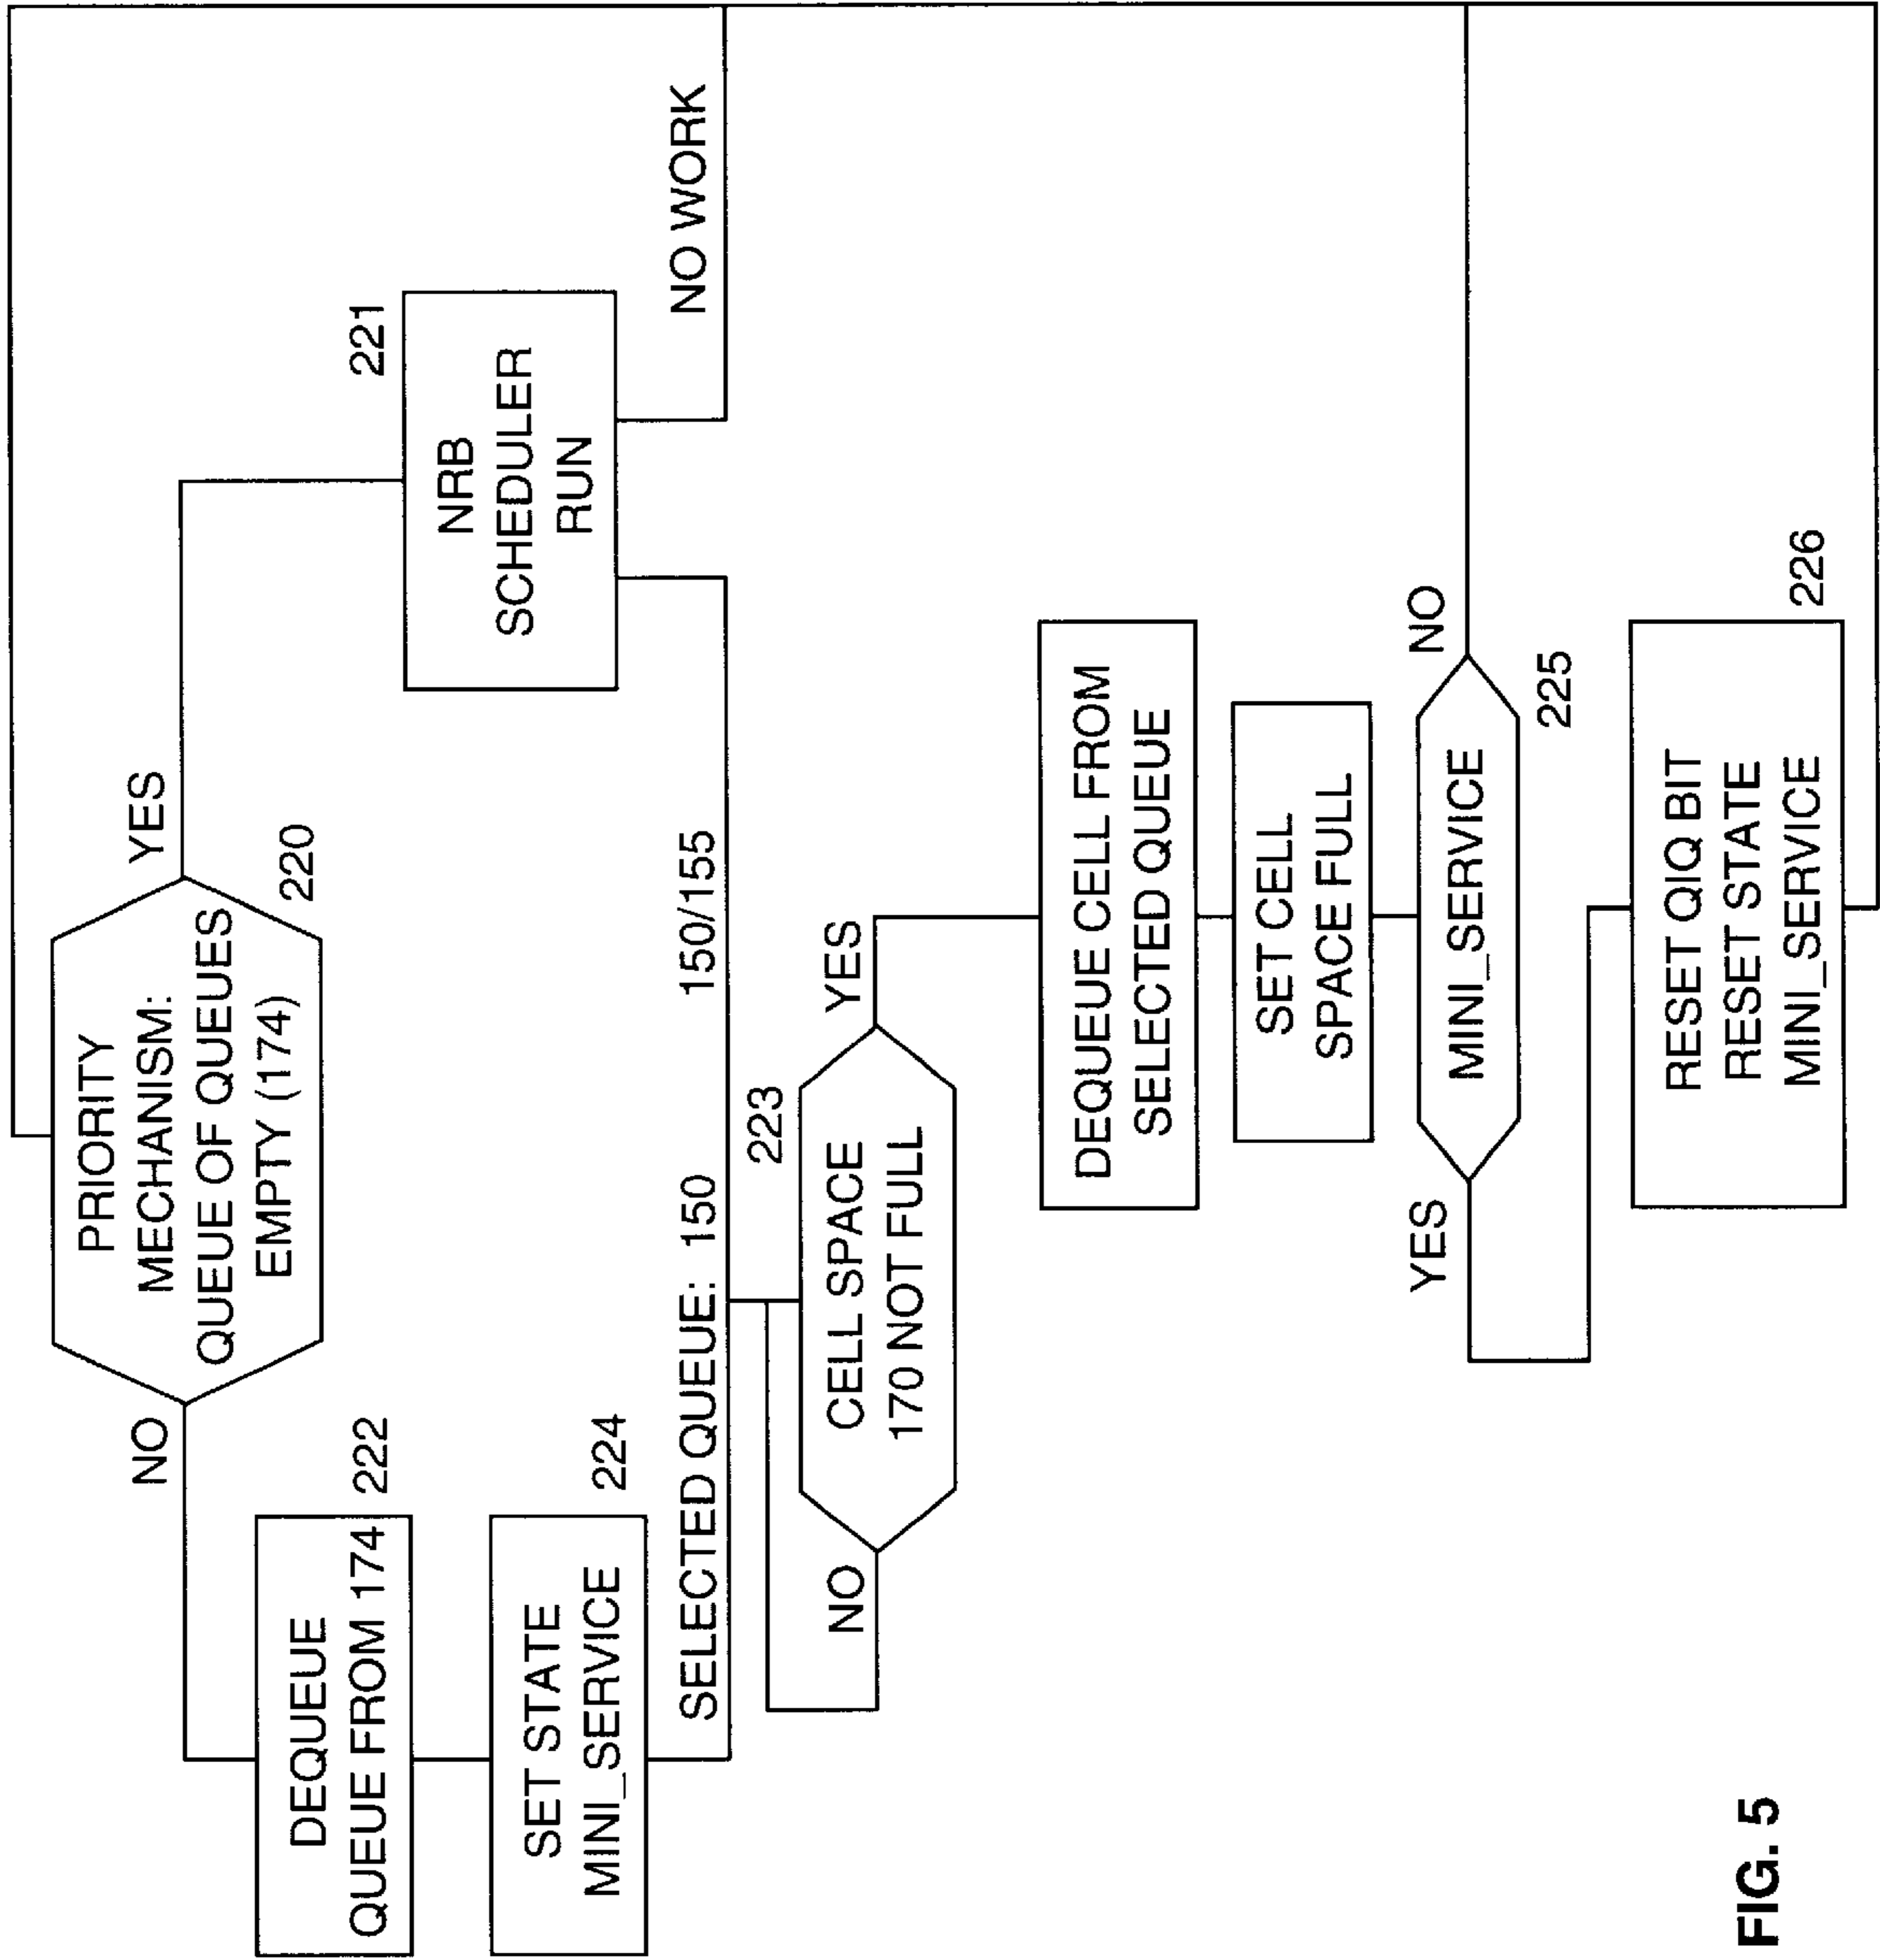 PRIORITY
MECHANISM:
QUEUE OF QUEUES
EMPTY (174)
220
NO
YES
DEQUEUE
QUEUE FROM 174
222
NRB
SCHEDULER
RUN
221
SET STATE
MINI_SERVICE
224
SELECTED QUEUE: 150
150/155
NO WORK
223
CELL SPACE
170 NOT FULL
NO
YES
DEQUEUE CELL FROM
SELECTED QUEUE
SET CELL
SPACE FULL
MINI_SERVICE
225
YES
NO
RESET QIQ BIT
RESET STATE
MINI_SERVICE
226
FIG. 5